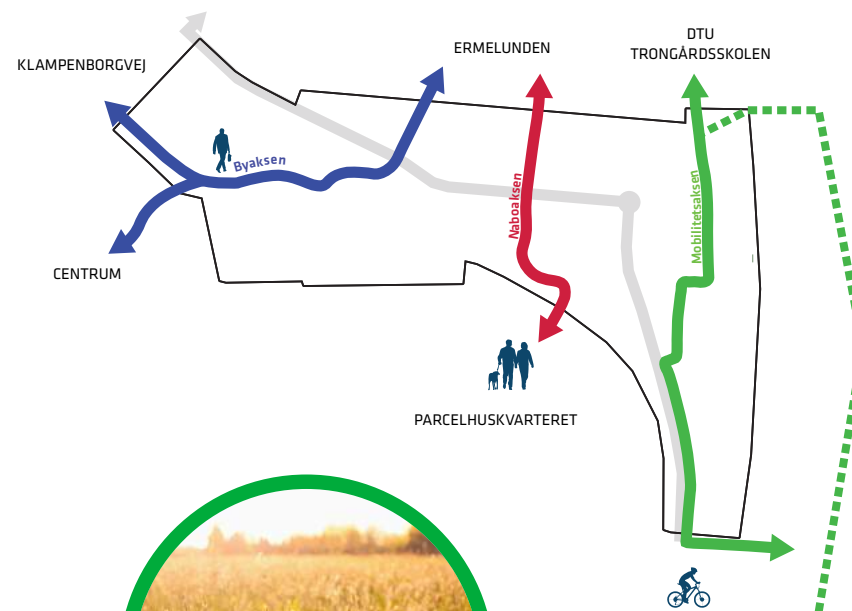 KLAMPENBORGVEJ
ERMELUNDEN
DTU
TRONGÅRDSSKOLEN
Byaksen
Naboaksen
Mobilitetsaksen
CENTRUM
PARCELHUSKVARTERET